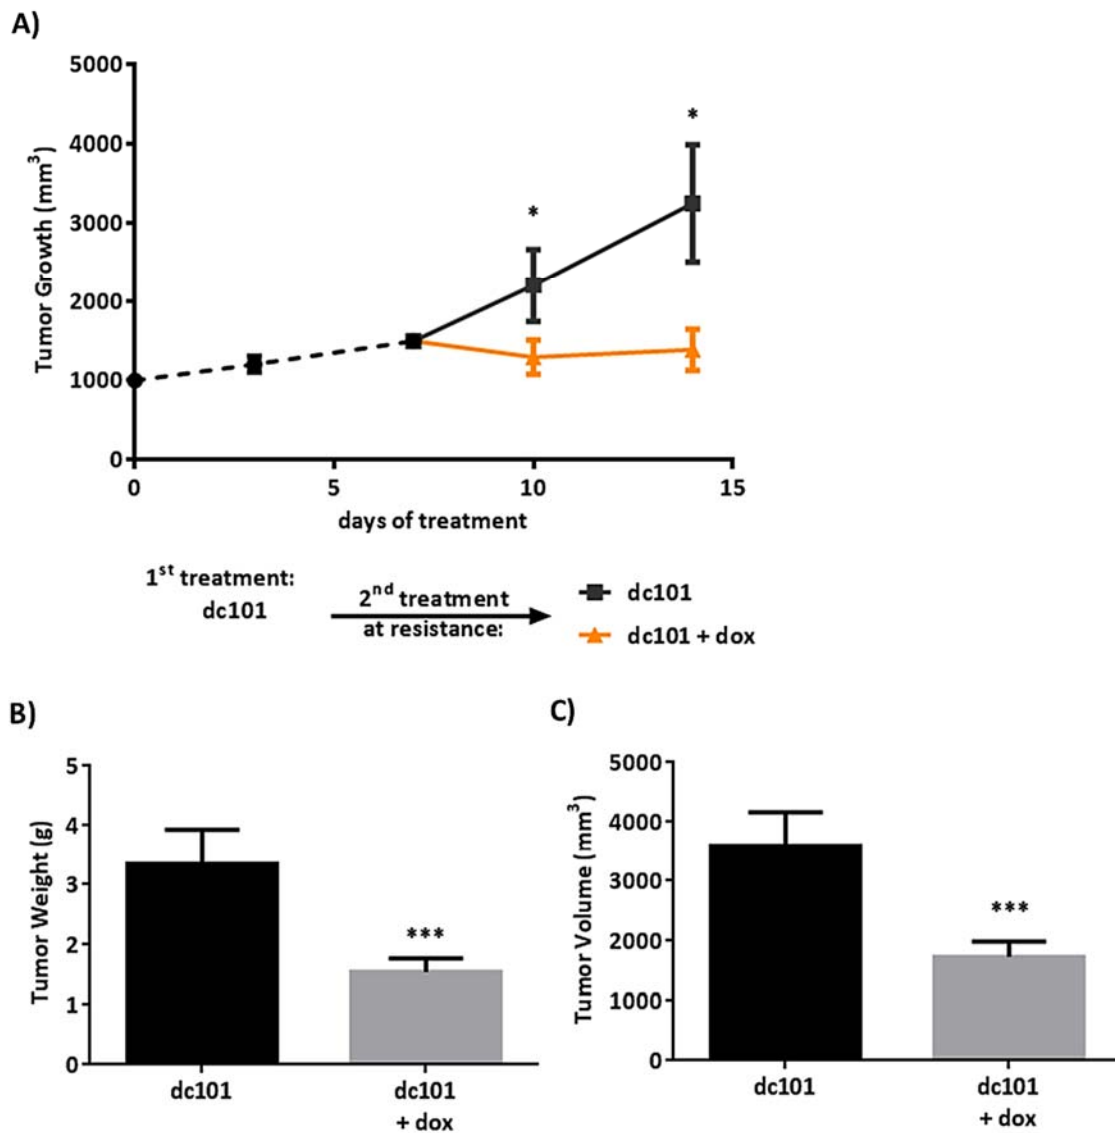 A)
Tumor Growth (mm³)
5000
4000
3000
2000
1000
0
*
*
0 5 10 15
days of treatment
1st treatment:
dc101
2nd treatment
at resistance:
dc101
dc101 + dox
B)
Tumor Weight (g)
5
4
3
2
1
0
***
dc101 dc101
+ dox
C)
Tumor Volume (mm³)
5000
4000
3000
2000
1000
0
***
dc101 dc101
+ dox